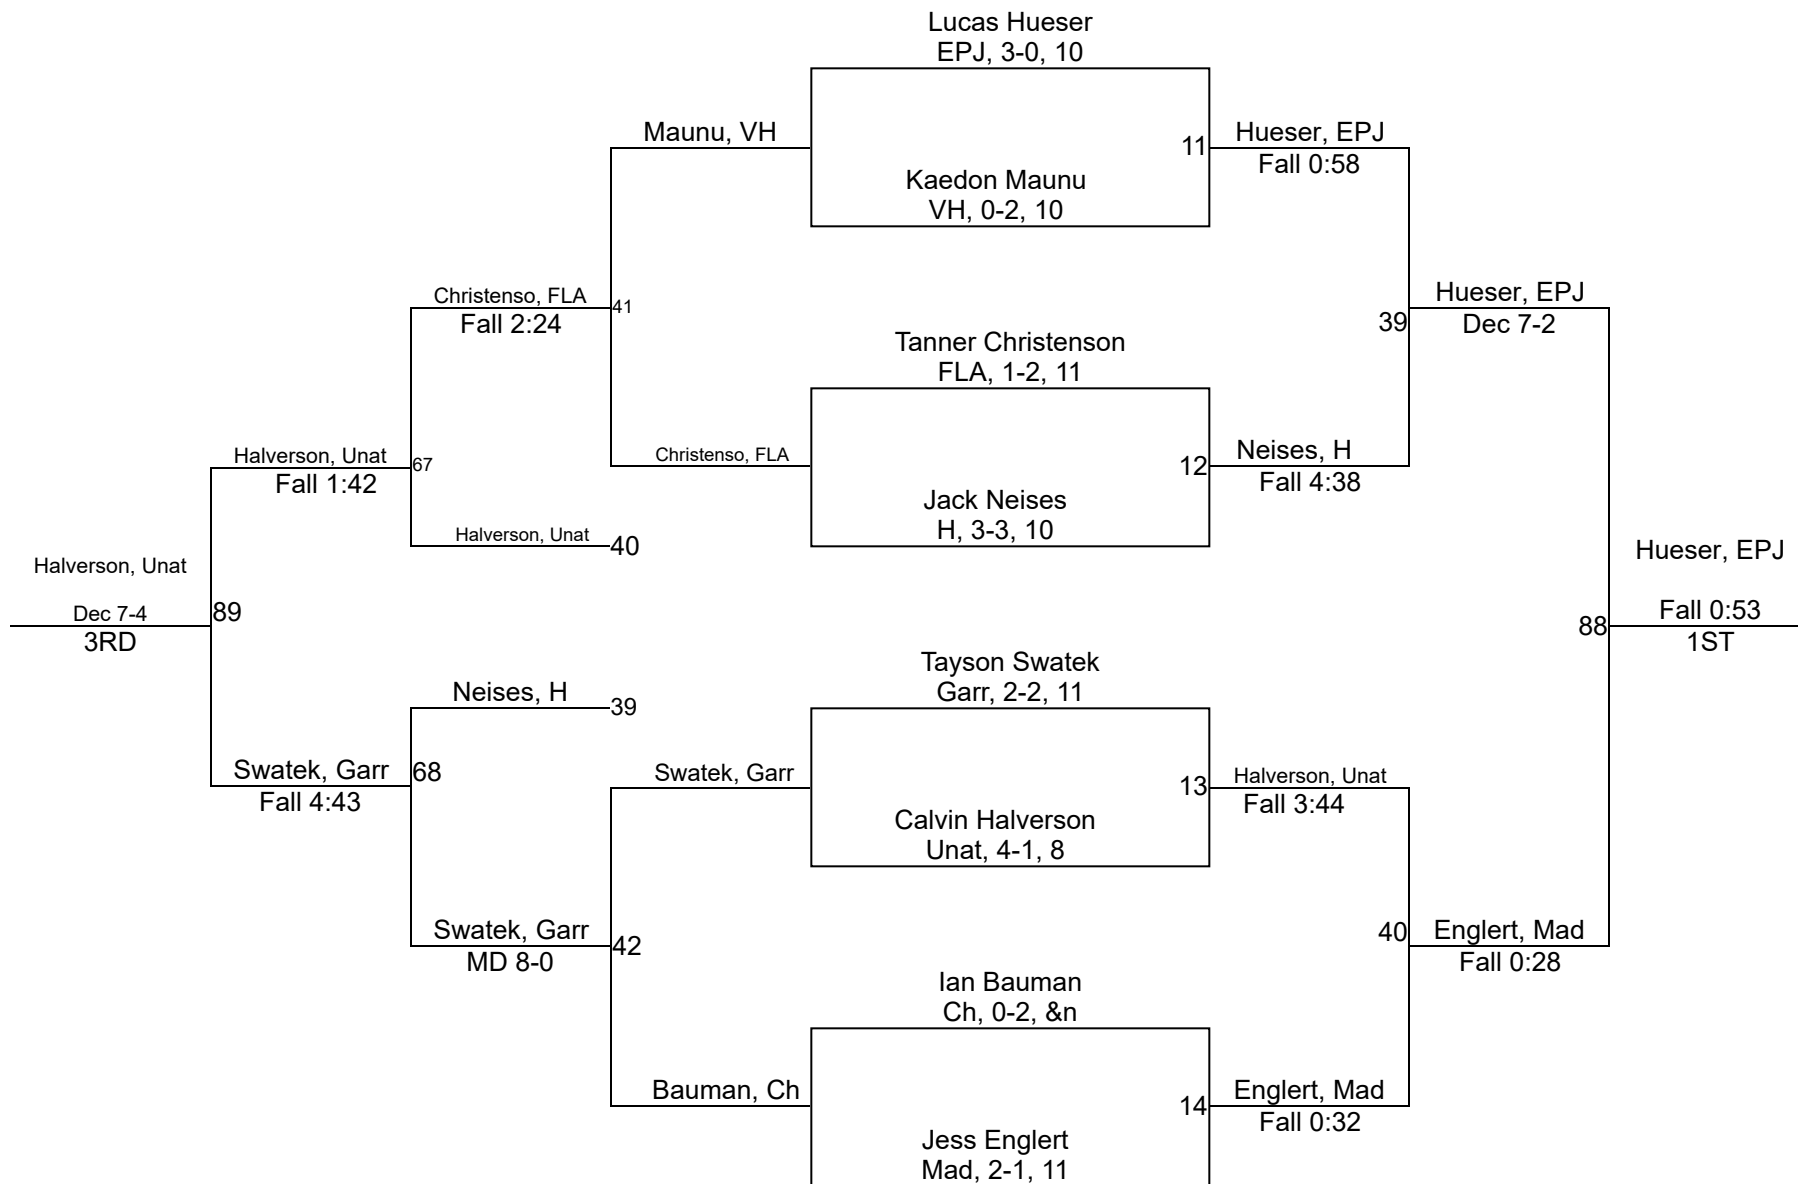 Lucas Hueser
EPJ, 3-0, 10
Maunu, VH
11
Hueser, EPJ
Fall 0:58
Kaedon Maunu
VH, 0-2, 10
Christenso, FLA
Fall 2:24
41
Hueser, EPJ
Dec 7-2
39
Tanner Christenson
FLA, 1-2, 11
Halverson, Unat
Fall 1:42
67
Christenso, FLA
12
Neises, H
Fall 4:38
Jack Neises
H, 3-3, 10
Halverson, Unat
40
Halverson, Unat
Dec 7-4
3RD
89
Hueser, EPJ
Fall 0:53
1ST
88
Tayson Swatek
Garr, 2-2, 11
Neises, H
39
Swatek, Garr
Fall 4:43
68
Swatek, Garr
13
Halverson, Unat
Fall 3:44
Calvin Halverson
Unat, 4-1, 8
Swatek, Garr
MD 8-0
42
40
Englert, Mad
Fall 0:28
Ian Bauman
Ch, 0-2, &n
Bauman, Ch
14
Englert, Mad
Fall 0:32
Jess Englert
Mad, 2-1, 11